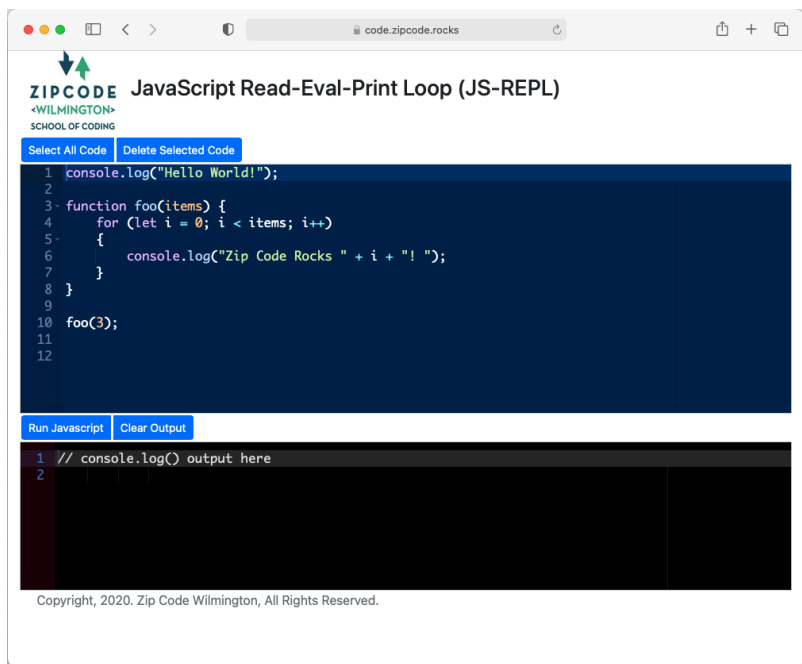 code.zipcode.rocks
ZIPCODE
<WILMINGTON>
SCHOOL OF CODING
JavaScript Read-Eval-Print Loop (JS-REPL)
Select All Code Delete Selected Code
1 console.log("Hello World!");
2
3 function foo(items) {
4 for (let i = 0; i < items; i++)
5 {
6 console.log("Zip Code Rocks " + i + "! ");
7 }
8 }
9
10 foo(3);
11
12
Run Javascript Clear Output
1 // console.log() output here
2
Copyright, 2020. Zip Code Wilmington, All Rights Reserved.